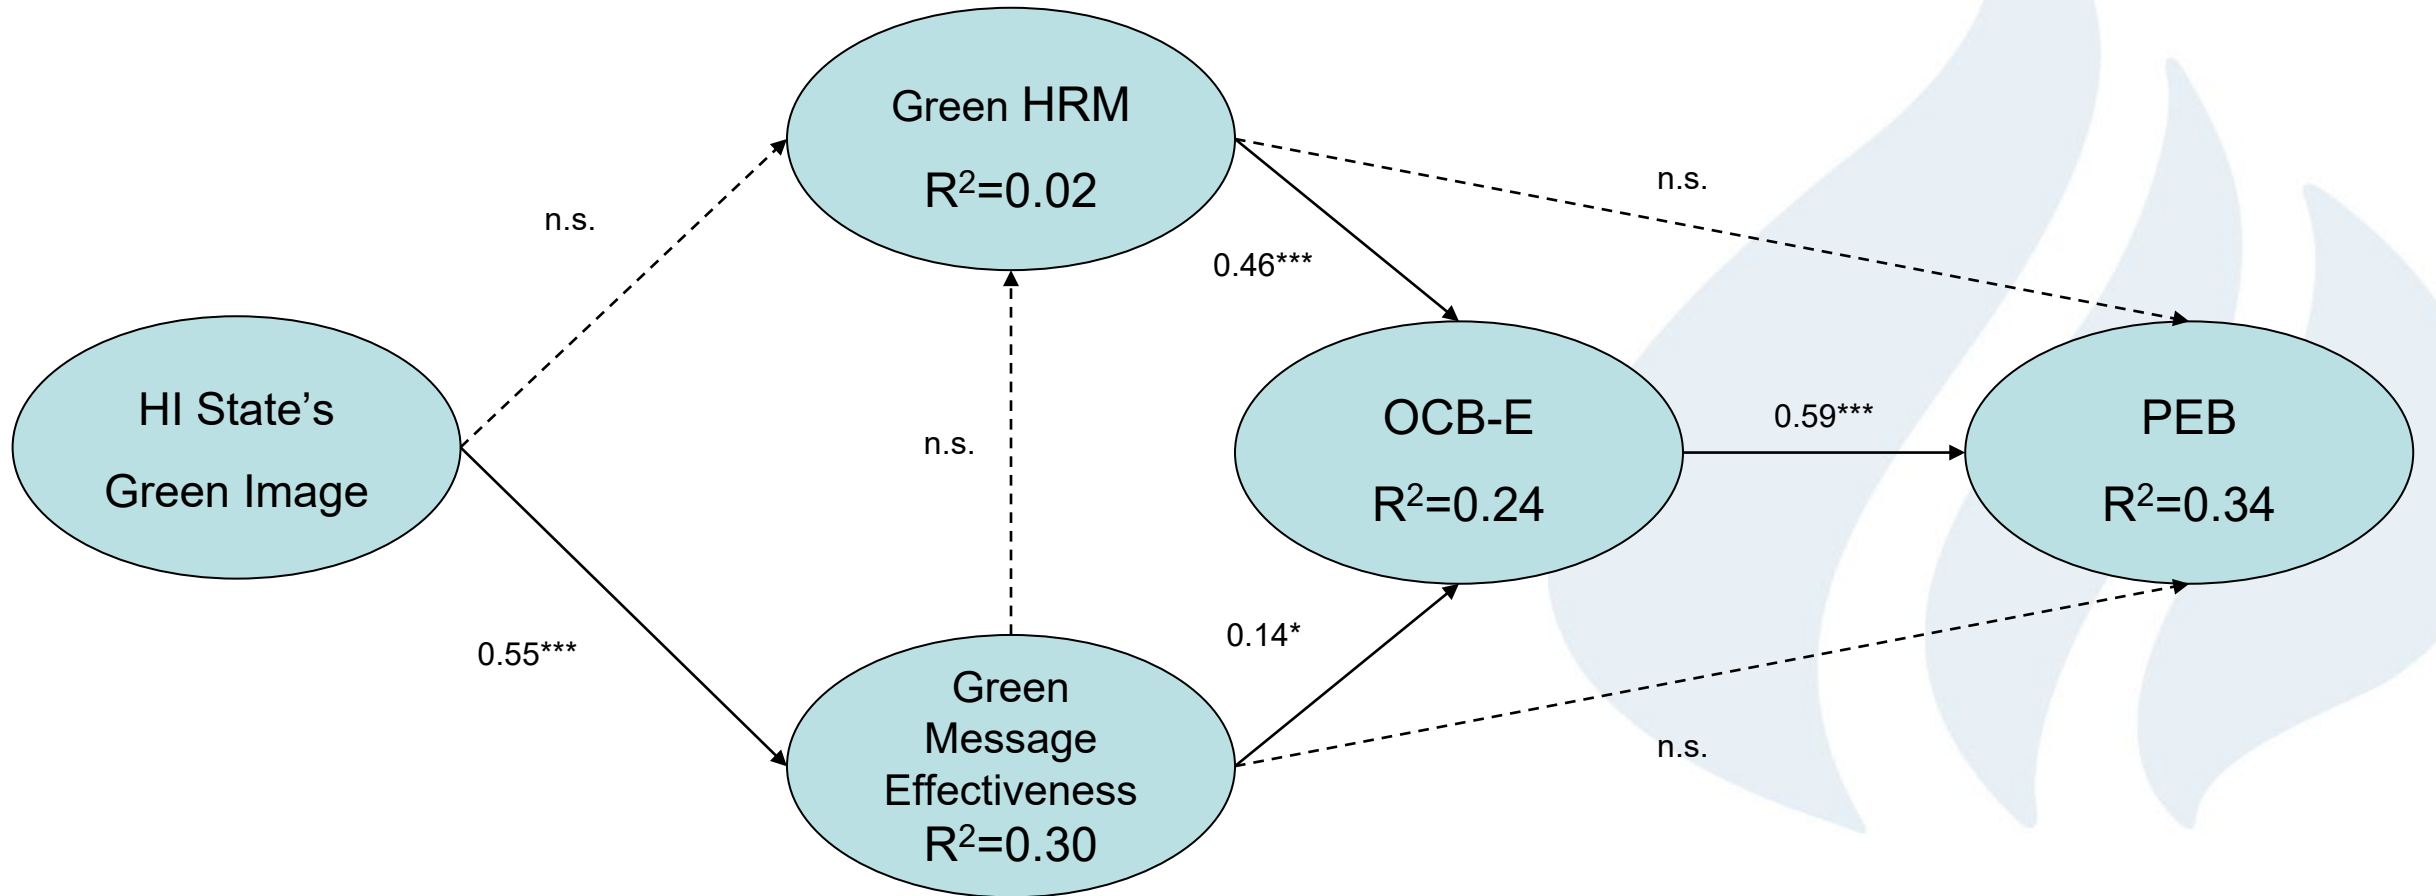 Green HRM
R²=0.02
n.s.
n.s.
0.46***
HI State’s
Green Image
n.s.
OCB-E
R²=0.24
0.59***
PEB
R²=0.34
0.55***
0.14*
Green
Message
Effectiveness
R²=0.30
n.s.